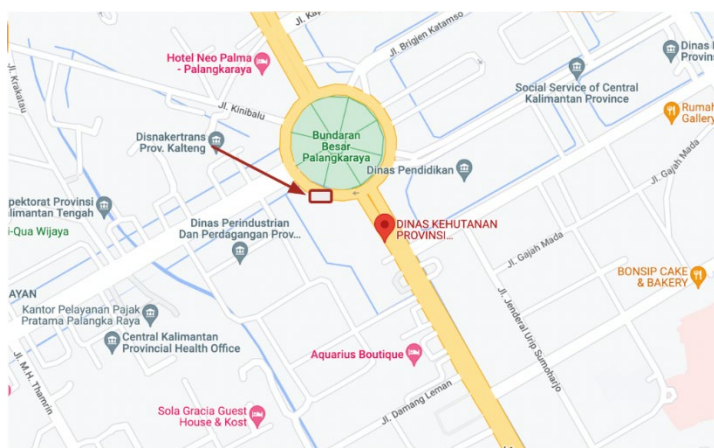 Jl. Ka
Jl. Brigjen Katamso
Dinas
Provins
Hotel Neo Palma
- Palangkaraya
Jl. Krakatau
Social Service of Central
Kalimantan Province
Rumah
Gallery
Jl. Kinibalu
Bundaran
Besar
Palangkaraya
Disnakertrans
Prov. Kalteng
Dinas Pendidikan
Jl. Gajah Mada
pektorat Provinsi
alimantan Tengah
i-Qua Wijaya
Dinas Perindustrian
Dan Perdagangan Prov...
DINAS KEHUTANAN
PROVINSI...
Jl. Gajah Mada
BONSIP CAKE
& BAKERY
AYAN
Kantor Pelayanan Pajak
Pratama Palangka Raya
Central Kalimantan
Provincial Health Office
Jl. Jenderal Urip Sumoharjo
Jl. M.H. Thamrin
Aquarius Boutique
Jl. Damang Leman
Sola Gracia Guest
House & Kost